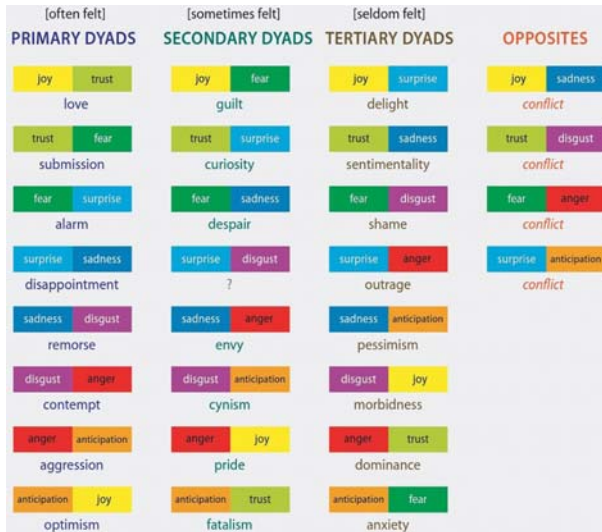 [often felt] [sometimes felt] [seldom felt]
PRIMARY DYADS SECONDARY DYADS TERTIARY DYADS OPPOSITES
joy trust joy fear joy surprise joy sadness
love guilt delight conflict
trust fear trust surprise trust sadness trust disgust
submission curiosity sentimentality conflict
fear surprise fear sadness fear disgust fear anger
alarm despair shame conflict
surprise sadness surprise disgust surprise anger surprise anticipation
disappointment ? outrage conflict
sadness disgust sadness anger sadness anticipation
remorse envy pessimism
disgust anger disgust anticipation disgust joy
contempt cynism morbidness
anger anticipation anger joy anger trust
aggression pride dominance
anticipation joy anticipation trust anticipation fear
optimism fatalism anxiety